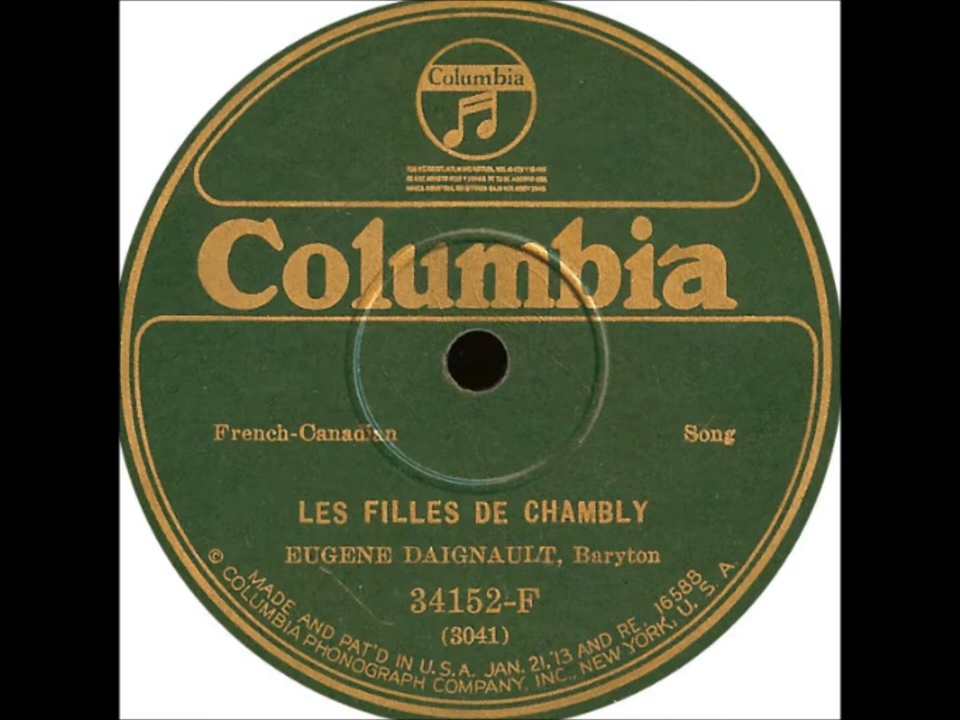 Columbia
Columbia
French-Canadian Song
LES FILLES DE CHAMBLY
EUGENE DAIGNAULT, Baryton
34152-F
(3041)
MADE AND PAT'D IN U.S.A. JAN. 21, '13 AND RE. 16588
© COLUMBIA PHONOGRAPH COMPANY, INC., NEW YORK, U. S. A.